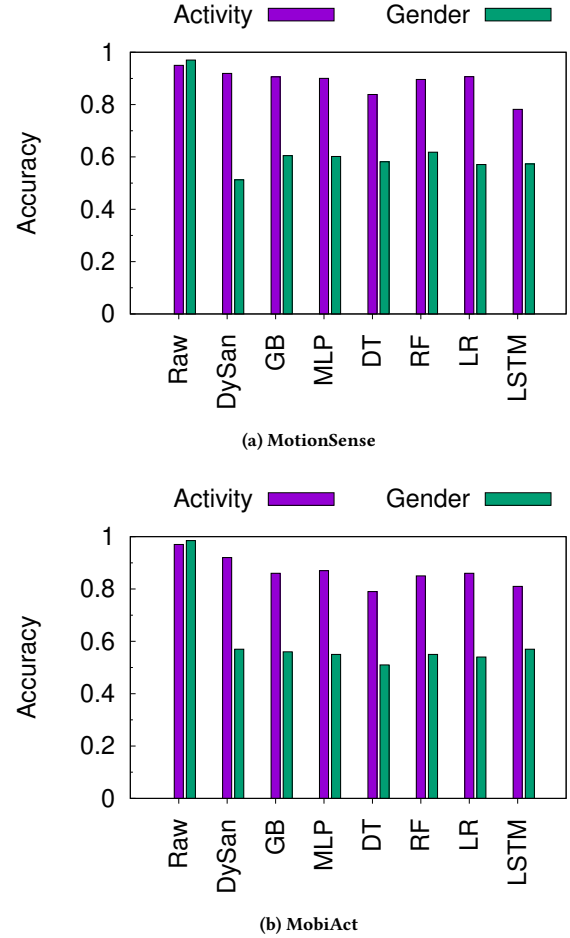 Activity Gender
1
0.8
0.6
0.4
0.2
0
Accuracy
Raw
DySan
GB
MLP
DT
RF
LR
LSTM
(a) MotionSense
Activity Gender
1
0.8
0.6
0.4
0.2
0
Accuracy
Raw
DySan
GB
MLP
DT
RF
LR
LSTM
(b) MobiAct